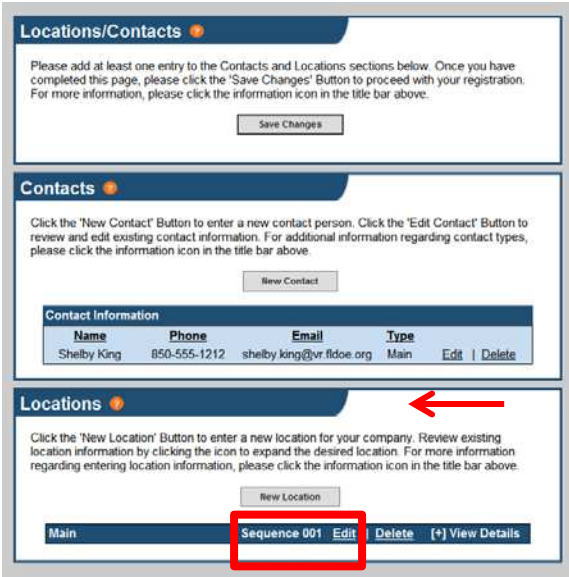 Locations/Contacts ?
Please add at least one entry to the Contacts and Locations sections below. Once you have
completed this page, please click the 'Save Changes' Button to proceed with your registration.
For more information, please click the information icon in the title bar above.
Save Changes
Contacts ?
Click the 'New Contact' Button to enter a new contact person. Click the 'Edit Contact' Button to
review and edit existing contact information. For additional information regarding contact types,
please click the information icon in the title bar above.
New Contact
Contact Information
Name Phone Email Type
Shelby King 850-555-1212 shelby.king@vr.fldoe.org Main Edit | Delete
Locations ?
Click the 'New Location' Button to enter a new location for your company. Review existing
location information by clicking the icon to expand the desired location. For more information
regarding entering location information, please click the information icon in the title bar above.
New Location
Main Sequence 001 Edit | Delete [+] View Details